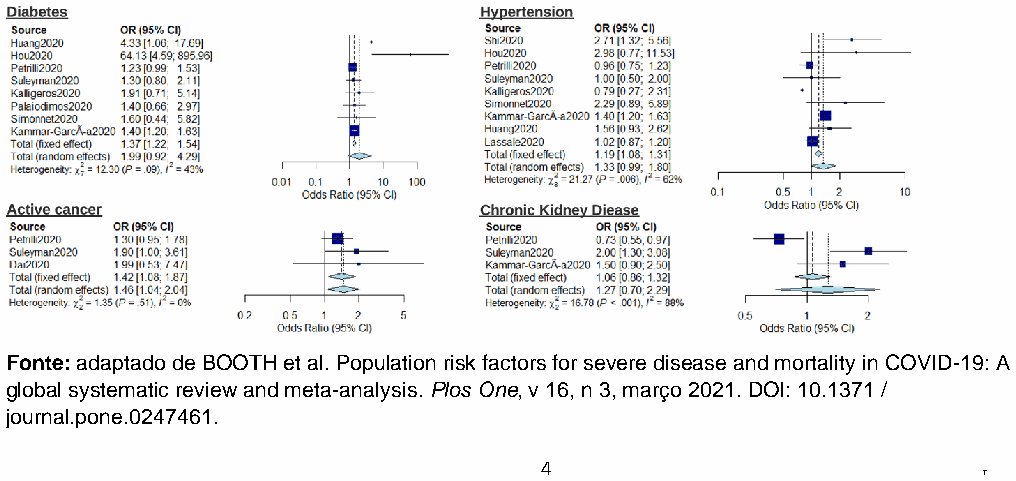 Diabetes
Source OR (95% CI)
Huang2020 4.33 [1.06; 17.69]
Hou2020 64.13 [4.59; 895.96]
Petrilli2020 1.23 [0.99; 1.53]
Suleyman2020 1.30 [0.80; 2.11]
Kalligeros2020 1.91 [0.71; 5.14]
Palaiodimos2020 1.40 [0.66; 2.97]
Simonnet2020 1.60 [0.44; 5.82]
Kammar-GarcÃ-a2020 1.40 [1.20; 1.63]
Total (fixed effect) 1.37 [1.22; 1.54]
Total (random effects) 1.99 [0.92; 4.29]
Heterogeneity: χ²₇ = 12.30 (P = .09), I² = 43%
0.01 0.1 1 10 100
Odds Ratio (95% CI)
Hypertension
Source OR (95% CI)
Shi2020 2.71 [1.32; 5.56]
Hou2020 2.98 [0.77; 11.53]
Petrilli2020 0.96 [0.75; 1.23]
Suleyman2020 1.00 [0.50; 2.00]
Kalligeros2020 0.79 [0.27; 2.31]
Simonnet2020 2.29 [0.89; 5.89]
Kammar-GarcÃ-a2020 1.40 [1.20; 1.63]
Huang2020 1.56 [0.93; 2.62]
Lassale2020 1.02 [0.87; 1.20]
Total (fixed effect) 1.19 [1.08; 1.31]
Total (random effects) 1.33 [0.99; 1.80]
Heterogeneity: χ²₈ = 21.27 (P = .006), I² = 62%
0.1 0.5 1 2 10
Odds Ratio (95% CI)
Active cancer
Source OR (95% CI)
Petrilli2020 1.30 [0.95; 1.78]
Suleyman2020 1.90 [1.00; 3.61]
Dai2020 1.99 [0.53; 7.47]
Total (fixed effect) 1.42 [1.08; 1.87]
Total (random effects) 1.46 [1.04; 2.04]
Heterogeneity: χ²₂ = 1.35 (P = .51), I² = 0%
0.2 0.5 1 2 5
Odds Ratio (95% CI)
Chronic Kidney Diease
Source OR (95% CI)
Petrilli2020 0.73 [0.55; 0.97]
Suleyman2020 2.00 [1.30; 3.08]
Kammar-GarcÃ-a2020 1.50 [0.90; 2.50]
Total (fixed effect) 1.06 [0.86; 1.32]
Total (random effects) 1.27 [0.70; 2.29]
Heterogeneity: χ²₂ = 16.78 (P < .001), I² = 88%
0.5 1 2
Odds Ratio (95% CI)
Fonte: adaptado de BOOTH et al. Population risk factors for severe disease and mortality in COVID-19: A
global systematic review and meta-analysis. Plos One, v 16, n 3, março 2021. DOI: 10.1371 /
journal.pone.0247461.
4